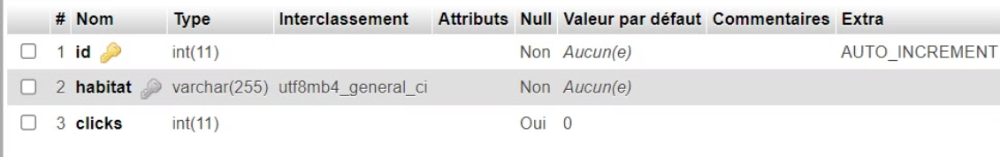 # Nom Type Interclassement Attributs Null Valeur par défaut Commentaires Extra
1 id int(11) Non Aucun(e) AUTO_INCREMENT
2 habitat varchar(255) utf8mb4_general_ci Non Aucun(e)
3 clicks int(11) Oui 0